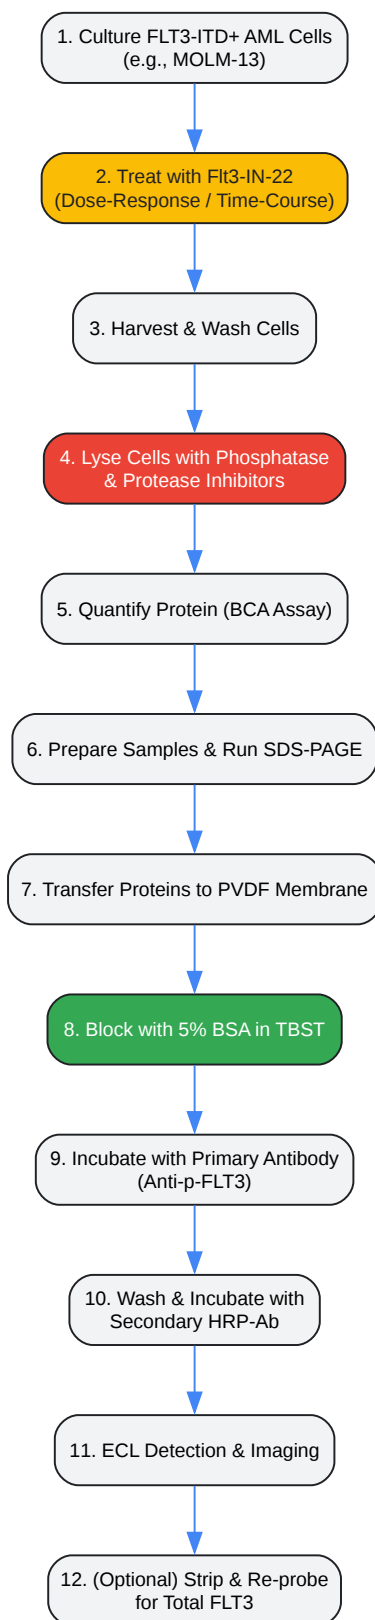 1. Culture FLT3-ITD+ AML Cells
(e.g., MOLM-13)
2. Treat with Flt3-IN-22
(Dose-Response / Time-Course)
3. Harvest & Wash Cells
4. Lyse Cells with Phosphatase
& Protease Inhibitors
5. Quantify Protein (BCA Assay)
6. Prepare Samples & Run SDS-PAGE
7. Transfer Proteins to PVDF Membrane
8. Block with 5% BSA in TBST
9. Incubate with Primary Antibody
(Anti-p-FLT3)
10. Wash & Incubate with
Secondary HRP-Ab
11. ECL Detection & Imaging
12. (Optional) Strip & Re-probe
for Total FLT3